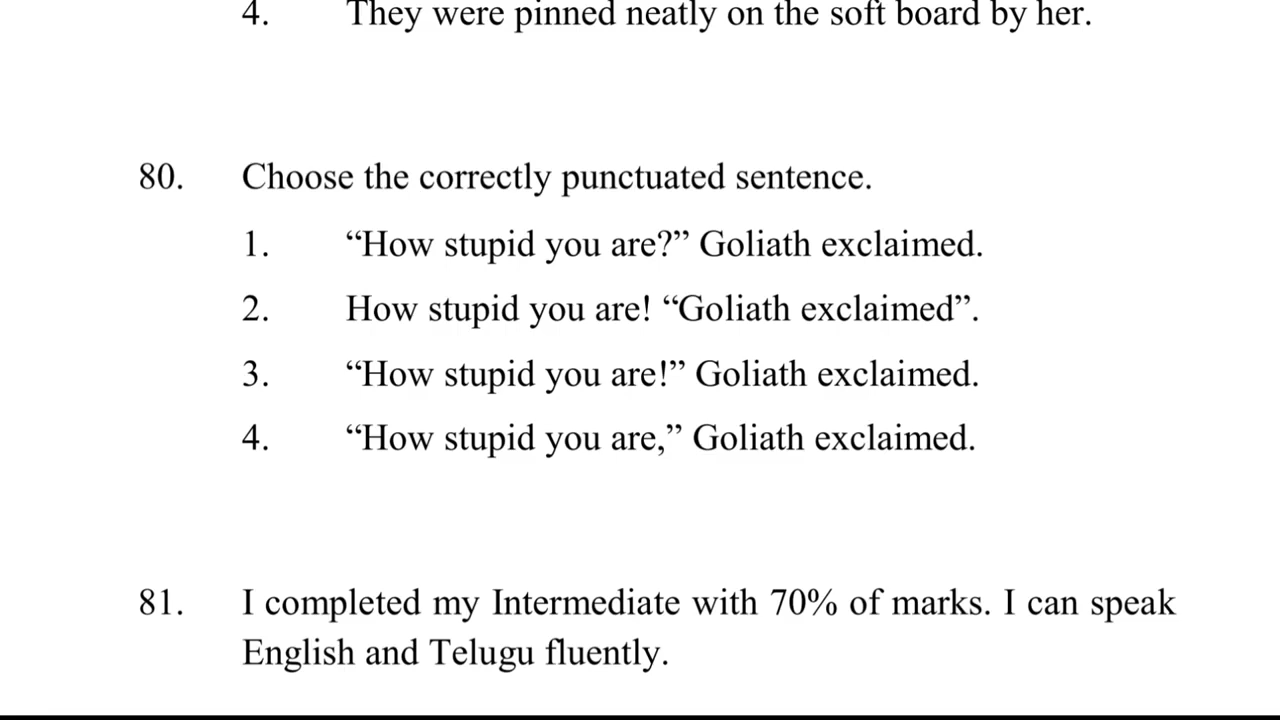 4. They were pinned neatly on the soft board by her.
80. Choose the correctly punctuated sentence.
1. “How stupid you are?” Goliath exclaimed.
2. How stupid you are! “Goliath exclaimed”.
3. “How stupid you are!” Goliath exclaimed.
4. “How stupid you are,” Goliath exclaimed.
81. I completed my Intermediate with 70% of marks. I can speak
English and Telugu fluently.